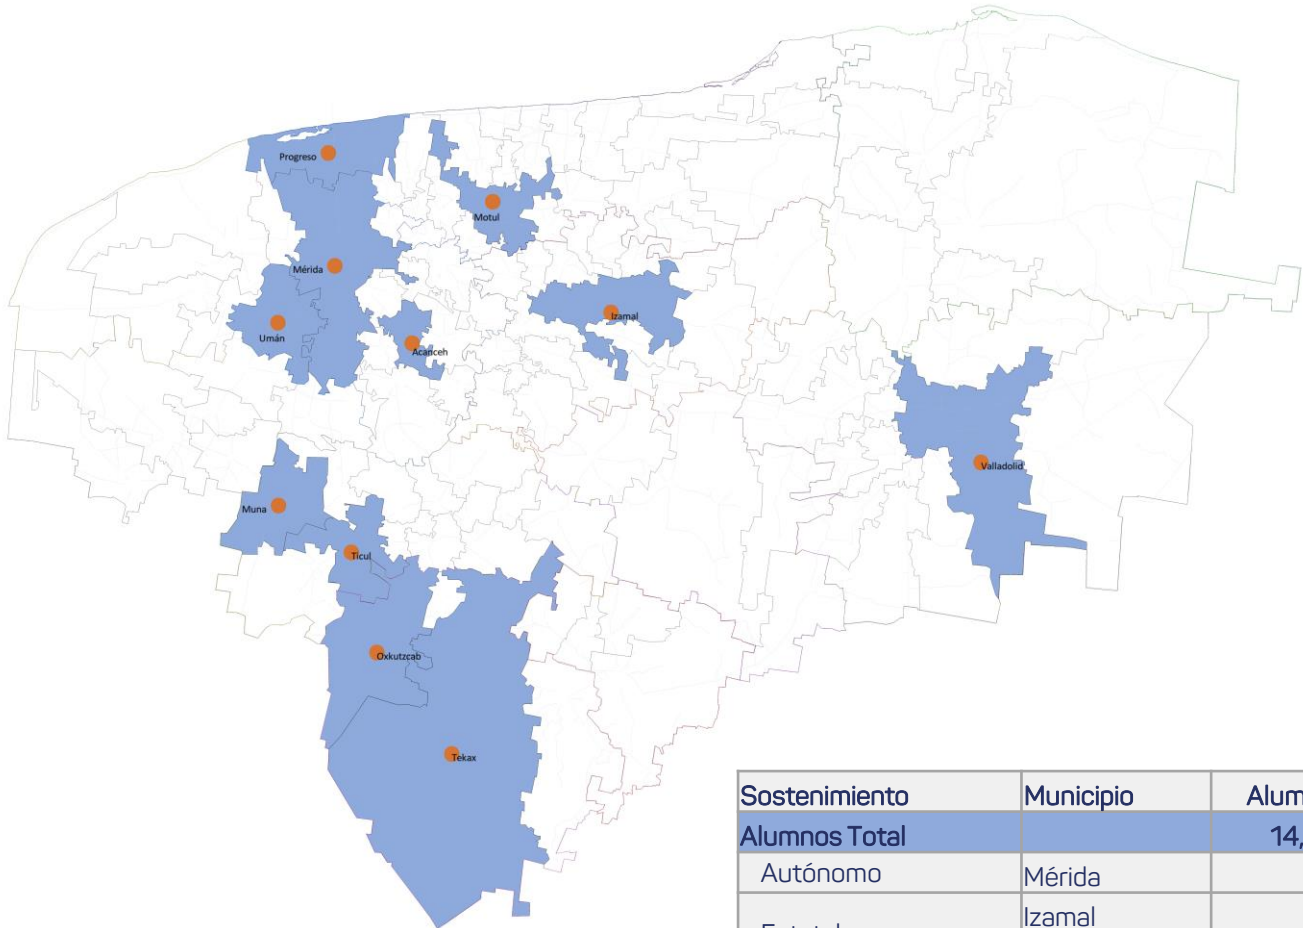 Progreso
Motul
Mérida
Izamal
Umán
Acanceh
Valladolid
Muna
Ticul
Oxkutzcab
Tekax
Sostenimiento Municipio Alum
Alumnos Total 14,
Autónomo Mérida
Izamal